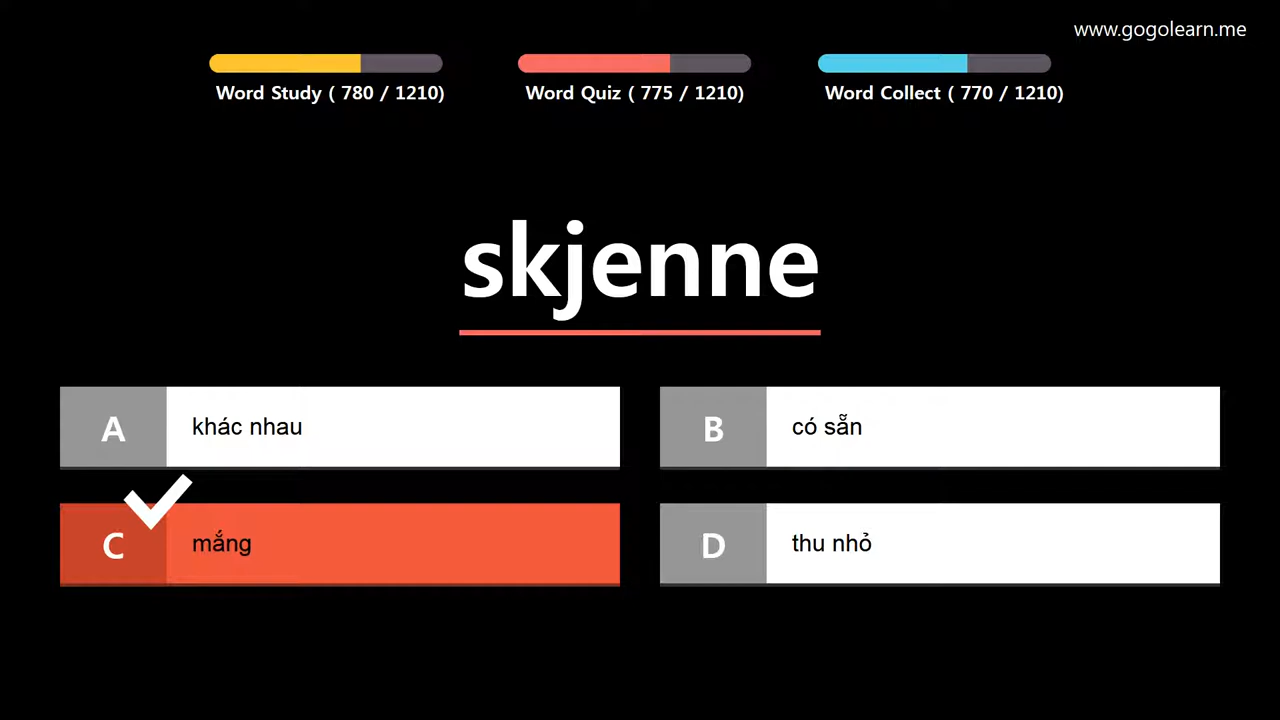 www.gogolearn.me
Word Study ( 780 / 1210)
Word Quiz ( 775 / 1210)
Word Collect ( 770 / 1210)
skjenne
A
khác nhau
B
có sẵn
C
mắng
D
thu nhỏ